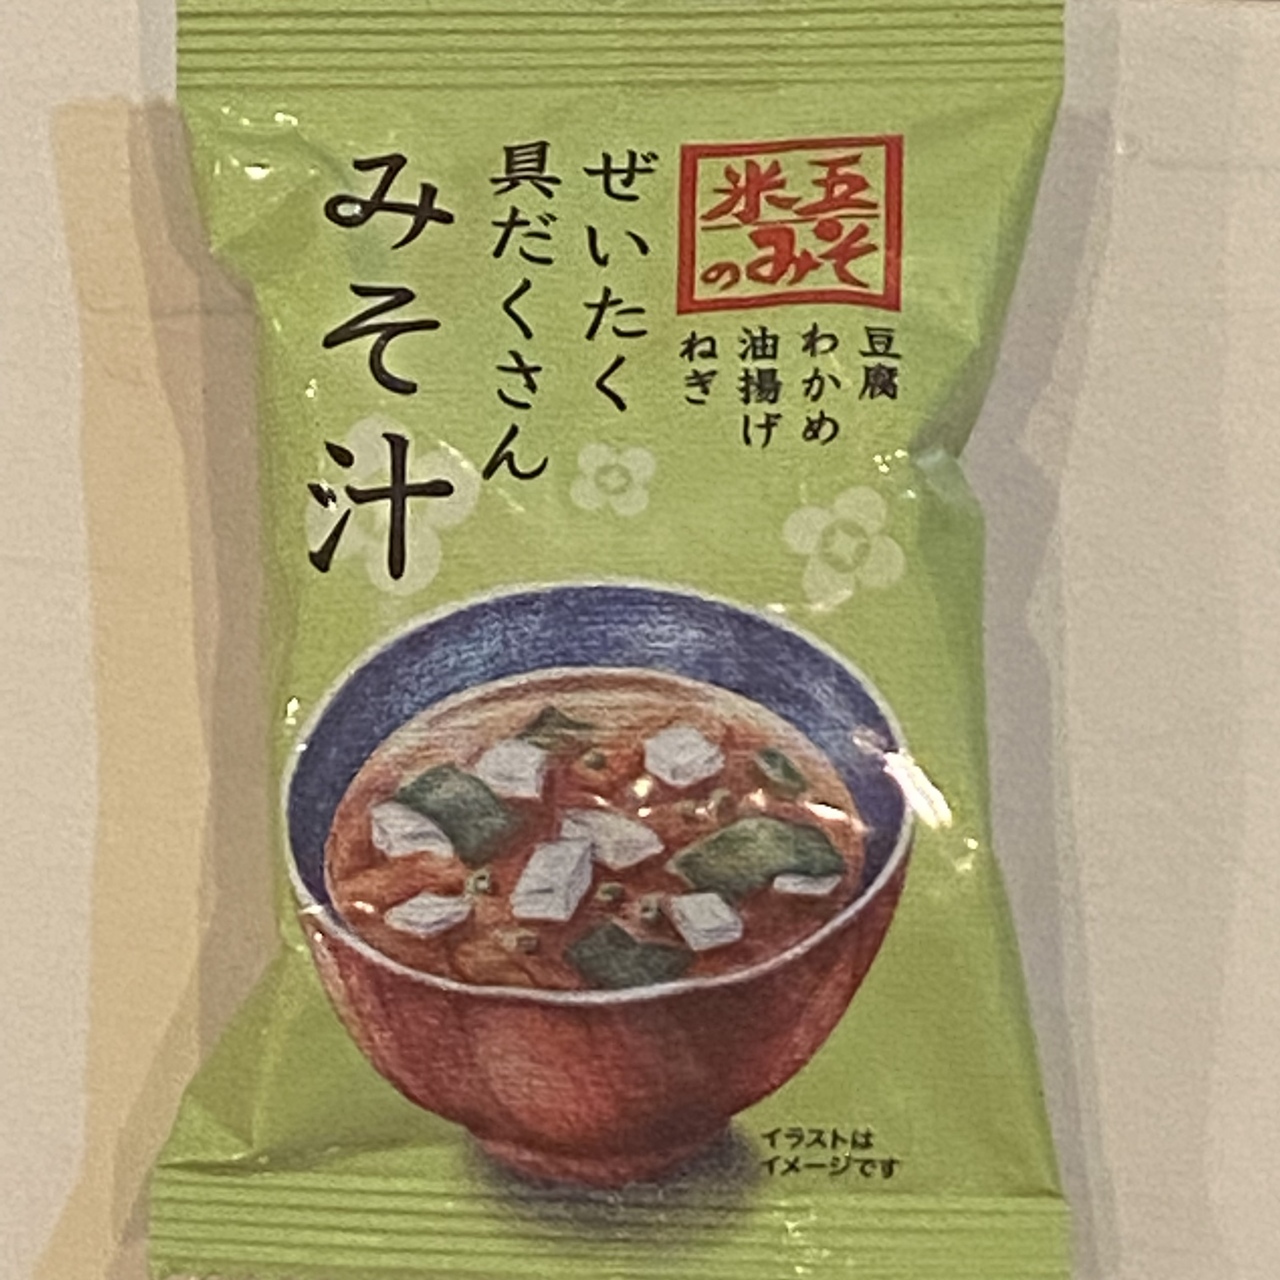 米五の
みそ
豆腐
わかめ
油揚げ
ねぎ
ぜいたく
具だくさん
みそ汁
イラストは
イメージです